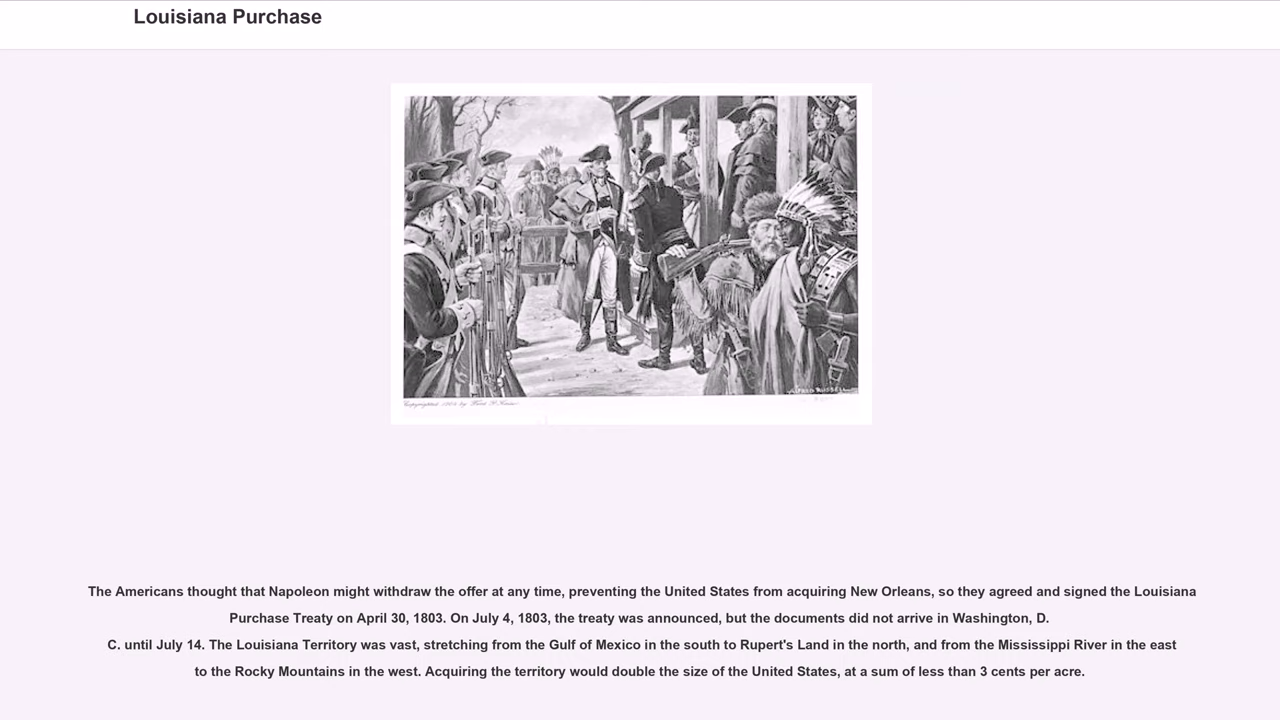 Louisiana Purchase
ALFRED RUSSELL
Copyrighted 1904 by
The Americans thought that Napoleon might withdraw the offer at any time, preventing the United States from acquiring New Orleans, so they agreed and signed the Louisiana
Purchase Treaty on April 30, 1803. On July 4, 1803, the treaty was announced, but the documents did not arrive in Washington, D.
C. until July 14. The Louisiana Territory was vast, stretching from the Gulf of Mexico in the south to Rupert's Land in the north, and from the Mississippi River in the east
to the Rocky Mountains in the west. Acquiring the territory would double the size of the United States, at a sum of less than 3 cents per acre.